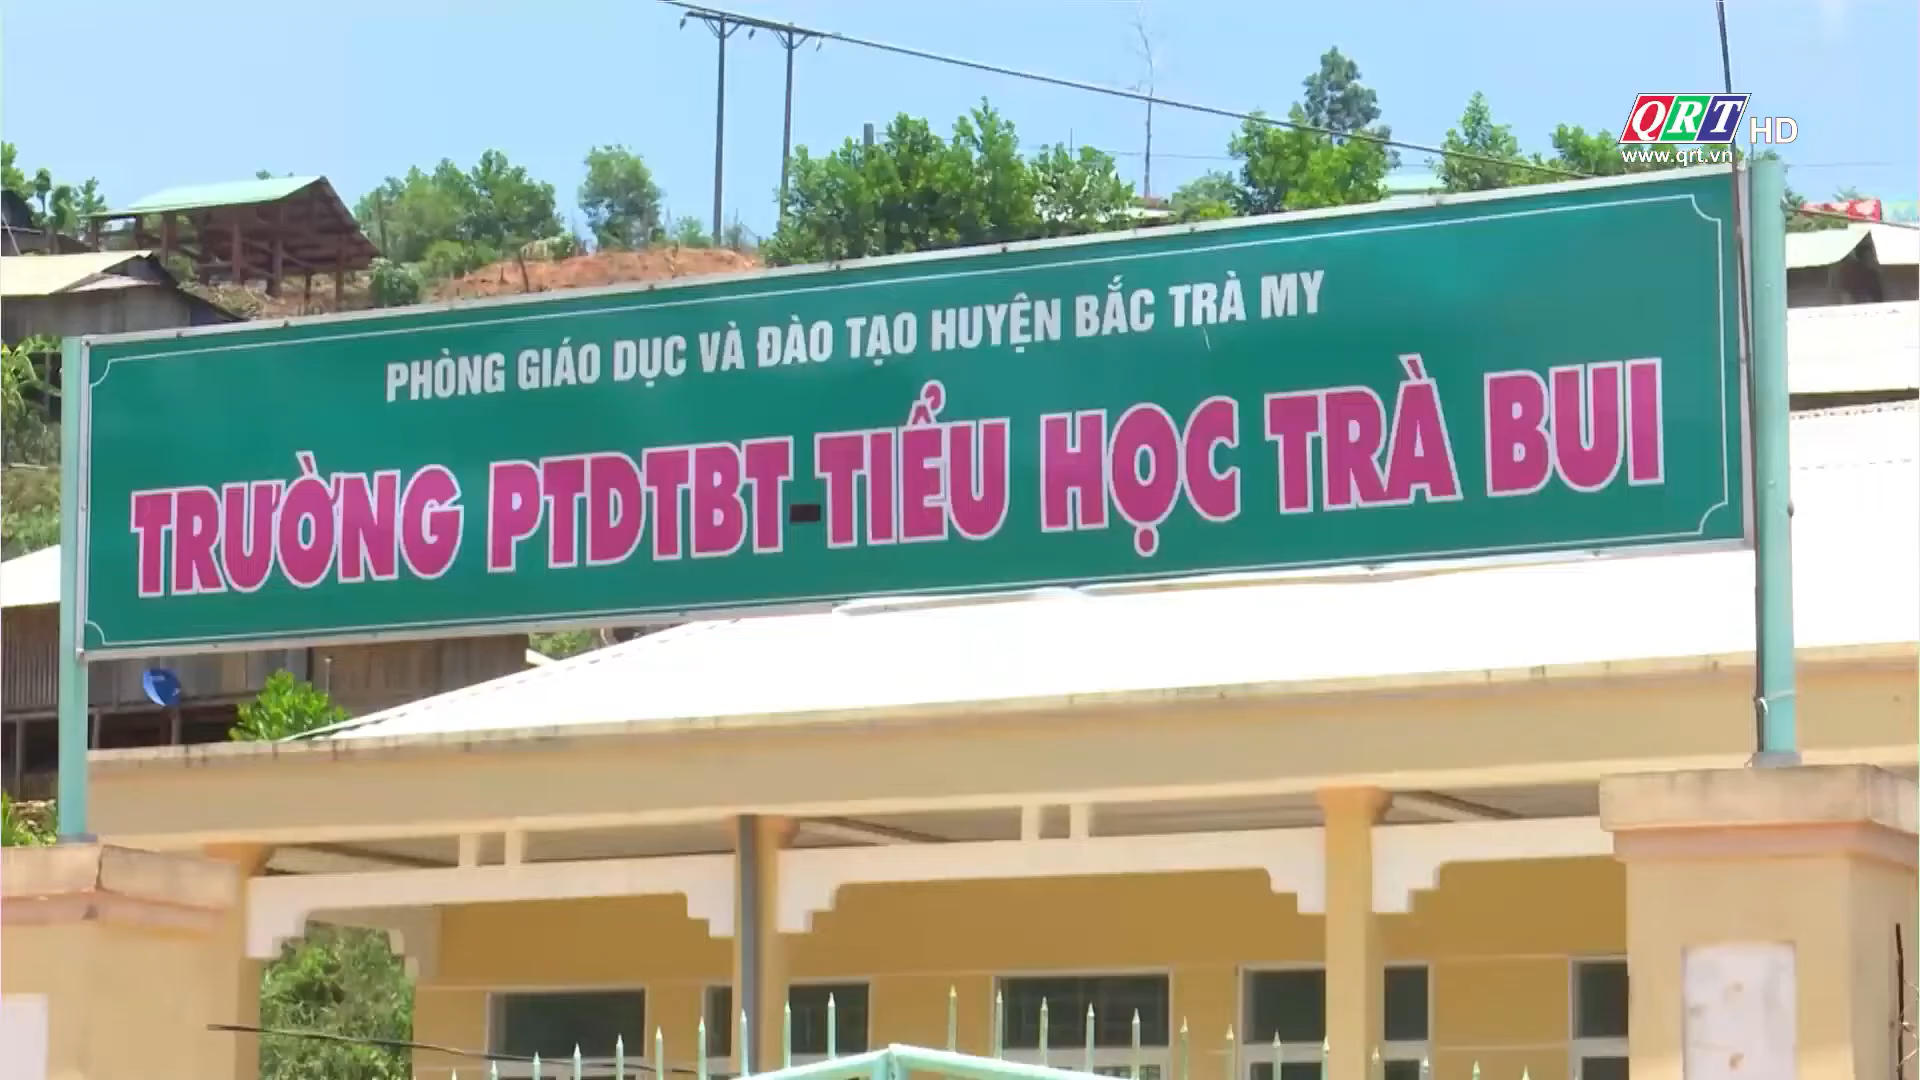 QRT HD
www.qrt.vn
PHÒNG GIÁO DỤC VÀ ĐÀO TẠO HUYỆN BẮC TRÀ MY
TRƯỜNG PTDTBT-TIỂU HỌC TRÀ BUI